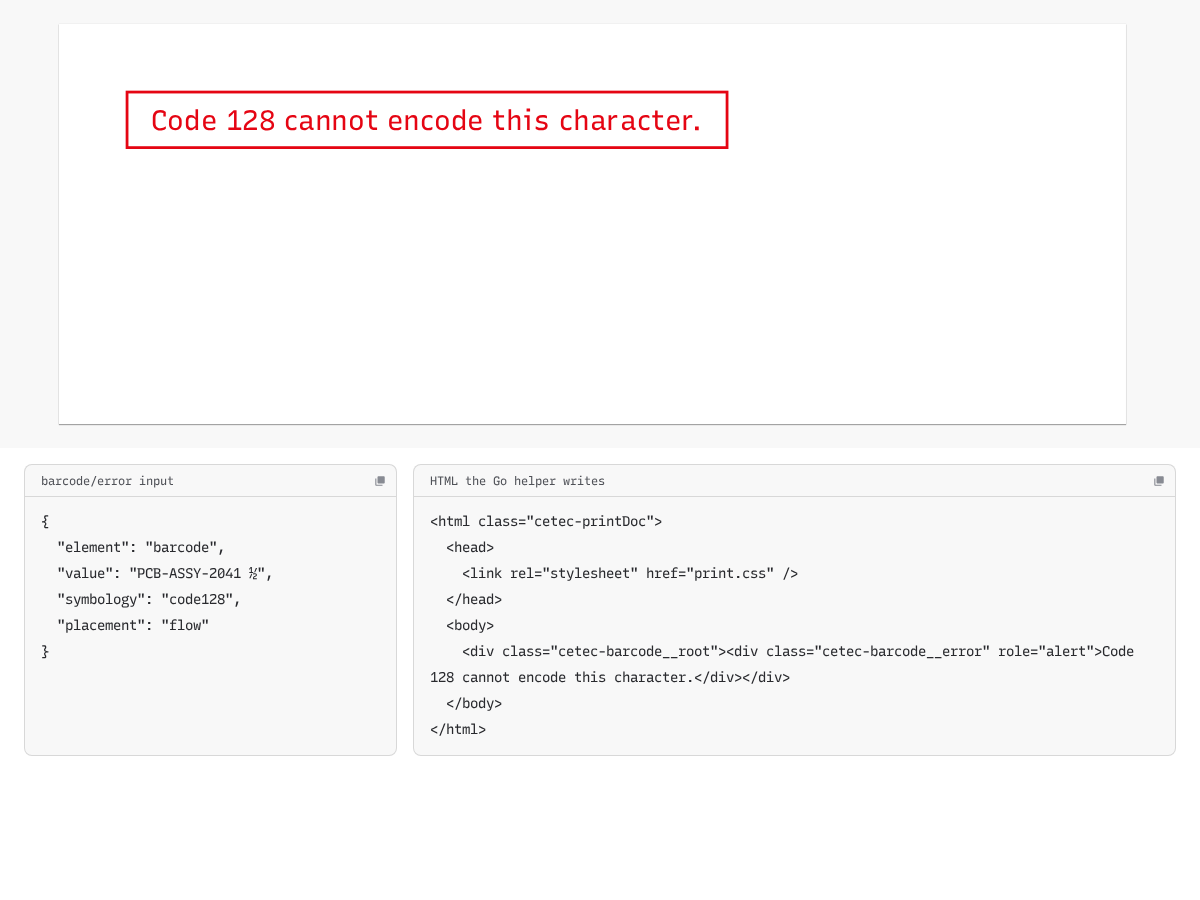 Code 128 cannot encode this character.
barcode/error input
{
  "element": "barcode",
  "value": "PCB-ASSY-2041 ½",
  "symbology": "code128",
  "placement": "flow"
}
HTML the Go helper writes
<html class="cetec-printDoc">
  <head>
    <link rel="stylesheet" href="print.css" />
  </head>
  <body>
    <div class="cetec-barcode__root"><div class="cetec-barcode__error" role="alert">Code
128 cannot encode this character.</div></div>
  </body>
</html>